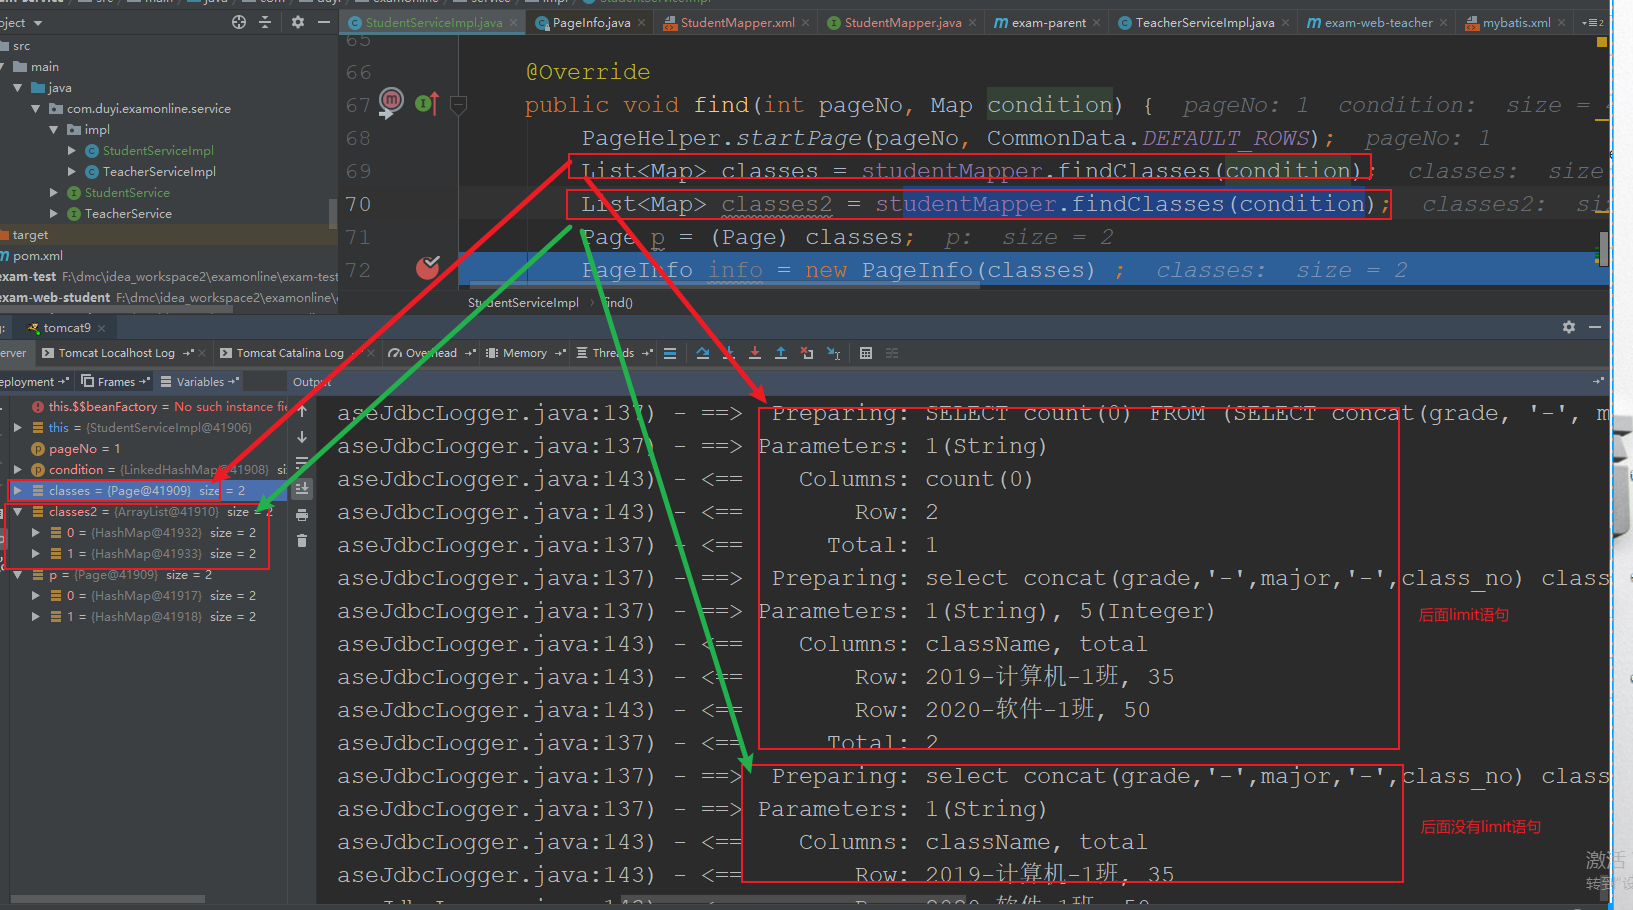 oject
src
main
java
com.duyi.examonline.service
impl
StudentServiceImpl
TeacherServiceImpl
StudentService
TeacherService
target
pom.xml
exam-test F:\dmc\idea_workspace2\examonline\exam-test
exam-web-student F:\dmc\idea_workspace2\examonline\e
StudentServiceImpl.java
PageInfo.java
StudentMapper.xml
StudentMapper.java
exam-parent
TeacherServiceImpl.java
exam-web-teacher
mybatis.xml
65
66 @Override
67 public void find(int pageNo, Map condition) { pageNo: 1 condition: size = 4
68 PageHelper.startPage(pageNo, CommonData.DEFAULT_ROWS); pageNo: 1
69 List<Map> classes = studentMapper.findClasses(condition); classes: size
70 List<Map> classes2 = studentMapper.findClasses(condition); classes2: siz
71 Page p = (Page) classes; p: size = 2
72 PageInfo info = new PageInfo(classes) ; classes: size = 2
StudentServiceImpl › find()
tomcat9
erver Tomcat Localhost Log Tomcat Catalina Log Overhead Memory Threads
eployment Frames Variables Output
this.$$beanFactory = No such instance fie
this = {StudentServiceImpl@41906}
pageNo = 1
condition = {LinkedHashMap@41908} si
classes = {Page@41909} size = 2
classes2 = {ArrayList@41910} size = 2
0 = {HashMap@41932} size = 2
1 = {HashMap@41933} size = 2
p = {Page@41909} size = 2
0 = {HashMap@41917} size = 2
1 = {HashMap@41918} size = 2
aseJdbcLogger.java:137) - ==> Preparing: SELECT count(0) FROM (SELECT concat(grade, '-', m
aseJdbcLogger.java:137) - ==> Parameters: 1(String)
aseJdbcLogger.java:143) - <== Columns: count(0)
aseJdbcLogger.java:143) - <== Row: 2
aseJdbcLogger.java:137) - <== Total: 1
aseJdbcLogger.java:137) - ==> Preparing: select concat(grade,'-',major,'-',class_no) class
aseJdbcLogger.java:137) - ==> Parameters: 1(String), 5(Integer)
后面limit语句
aseJdbcLogger.java:143) - <== Columns: className, total
aseJdbcLogger.java:143) - <== Row: 2019-计算机-1班, 35
aseJdbcLogger.java:143) - <== Row: 2020-软件-1班, 50
aseJdbcLogger.java:137) - <== Total: 2
aseJdbcLogger.java:137) - ==> Preparing: select concat(grade,'-',major,'-',class_no) class
aseJdbcLogger.java:137) - ==> Parameters: 1(String)
后面没有limit语句
aseJdbcLogger.java:143) - <== Columns: className, total
aseJdbcLogger.java:143) - <== Row: 2019-计算机-1班, 35
激活
转到"设